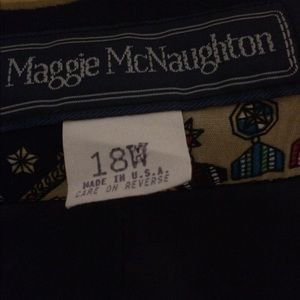 Maggie McNaughton
18W
MADE IN U.S.A.
CARE ON REVERSE